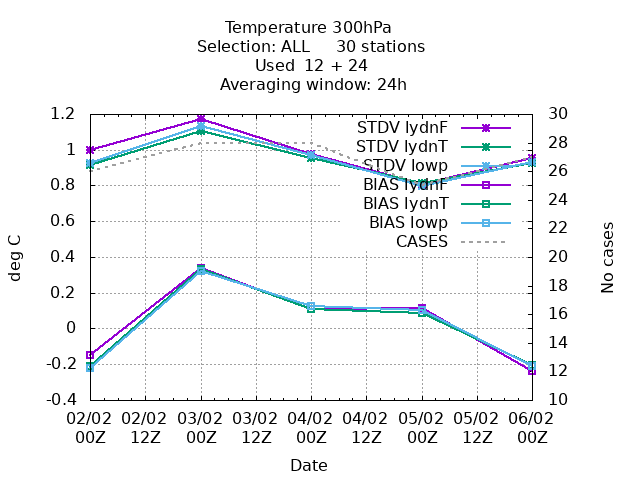 Temperature 300hPa
Selection: ALL 30 stations
Used 12 + 24
Averaging window: 24h
1.2
1
0.8
0.6
0.4
0.2
0
-0.2
-0.4
deg C
30
28
26
24
22
20
18
16
14
12
10
No cases
STDV lydnF
STDV lydnT
STDV lowp
BIAS lydnF
BIAS lydnT
BIAS lowp
CASES
02/02 02/02 03/02 03/02 04/02 04/02 05/02 05/02 06/02
00Z 12Z 00Z 12Z 00Z 12Z 00Z 12Z 00Z
Date